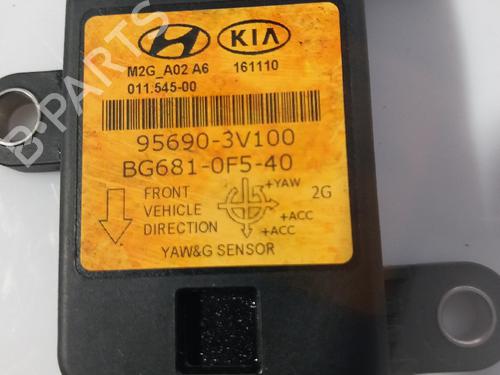 KIA
M2G_A02 A6 161110
011.545-00
95690-3V100
BG681-0F5-40
FRONT
VEHICLE
DIRECTION
+YAW
2G
+ACC
+ACC
YAW&G SENSOR
B-PARTS